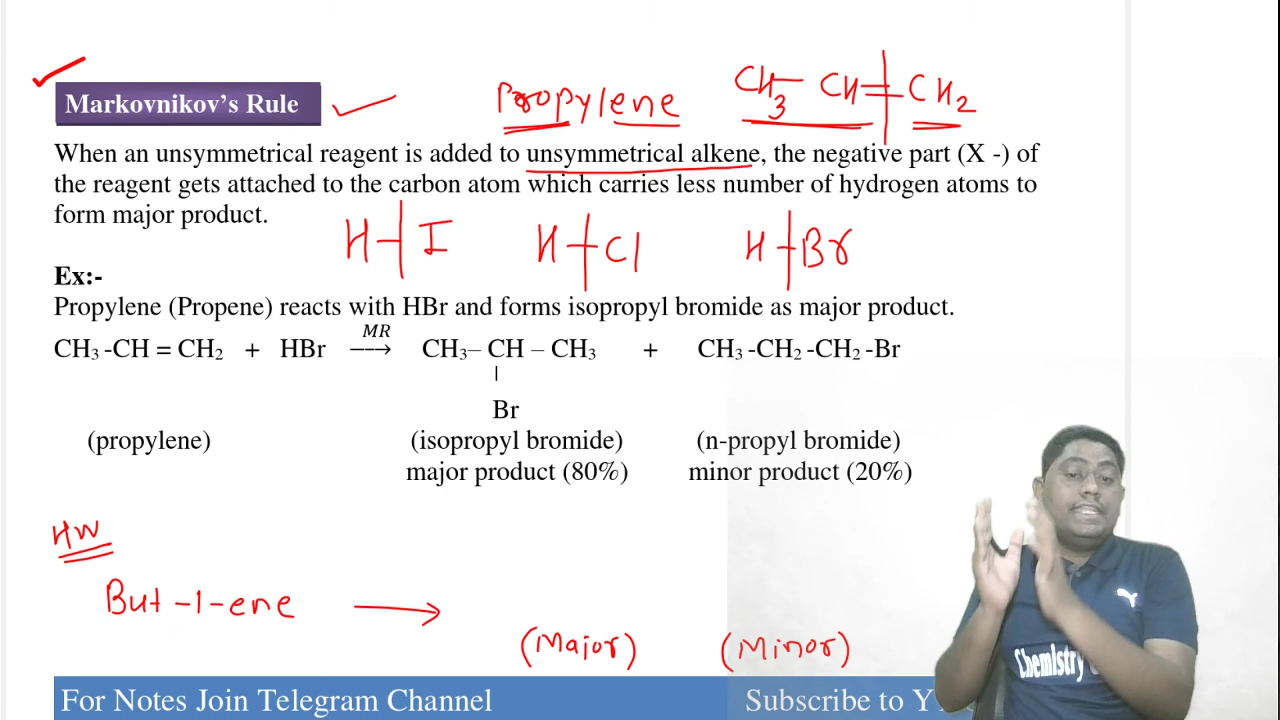 Markovnikov's Rule
Propylene CH3 – CH = CH2
When an unsymmetrical reagent is added to unsymmetrical alkene, the negative part (X -) of
the reagent gets attached to the carbon atom which carries less number of hydrogen atoms to
form major product.
H – I H – Cl H – Br
Ex:-
Propylene (Propene) reacts with HBr and forms isopropyl bromide as major product.
MR
CH₃ -CH = CH₂ + HBr ⟶ CH₃– CH – CH₃ + CH₃ -CH₂ -CH₂ -Br
|
Br
(propylene) (isopropyl bromide) (n-propyl bromide)
major product (80%) minor product (20%)
HW
But-1-ene →
(Major) (Minor)
Chemistry
For Notes Join Telegram Channel Subscribe to Y